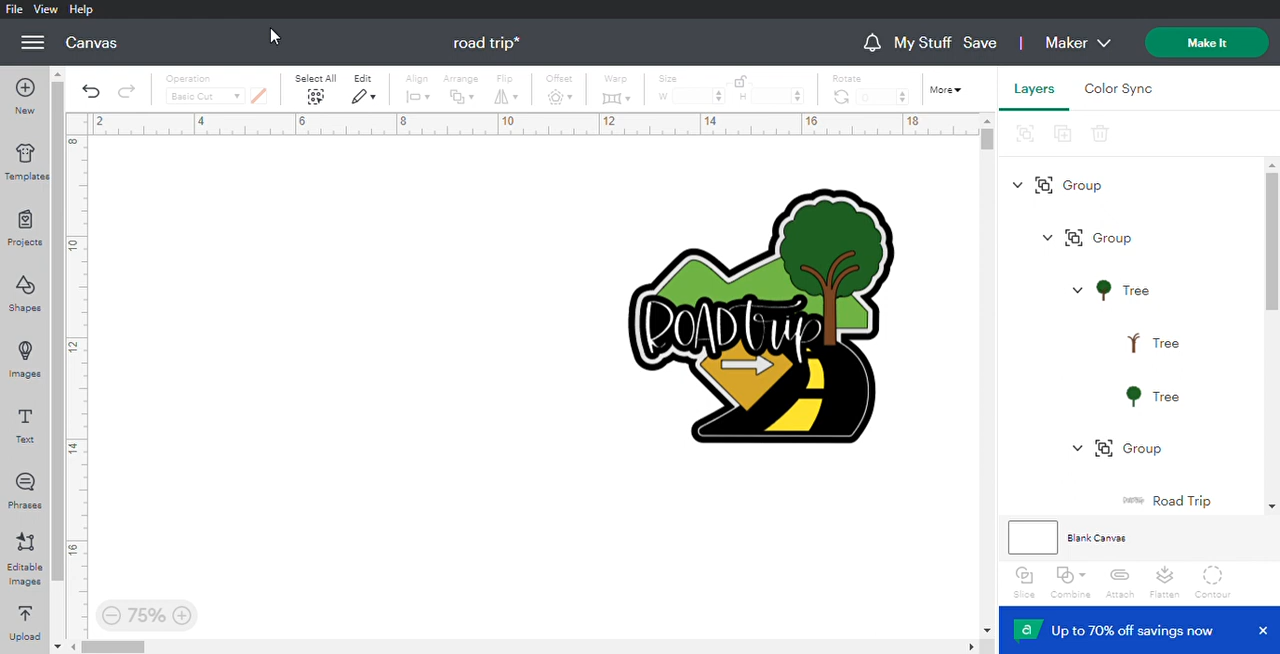 File View Help
Canvas road trip* My Stuff Save | Maker Make It
New
Templates
Projects
Shapes
Images
Text
Phrases
Editable
Images
Upload
Operation
Basic Cut
Select All
Edit
Align
Arrange
Flip
Offset
Warp
Size
W
H
Rotate
0
More
2 4 6 8 10 12 14 16 18
8
10
12
14
16
ROAD trip
75%
Layers Color Sync
Group
Group
Tree
Tree
Tree
Group
Road Trip
Blank Canvas
Slice Combine Attach Flatten Contour
a Up to 70% off savings now